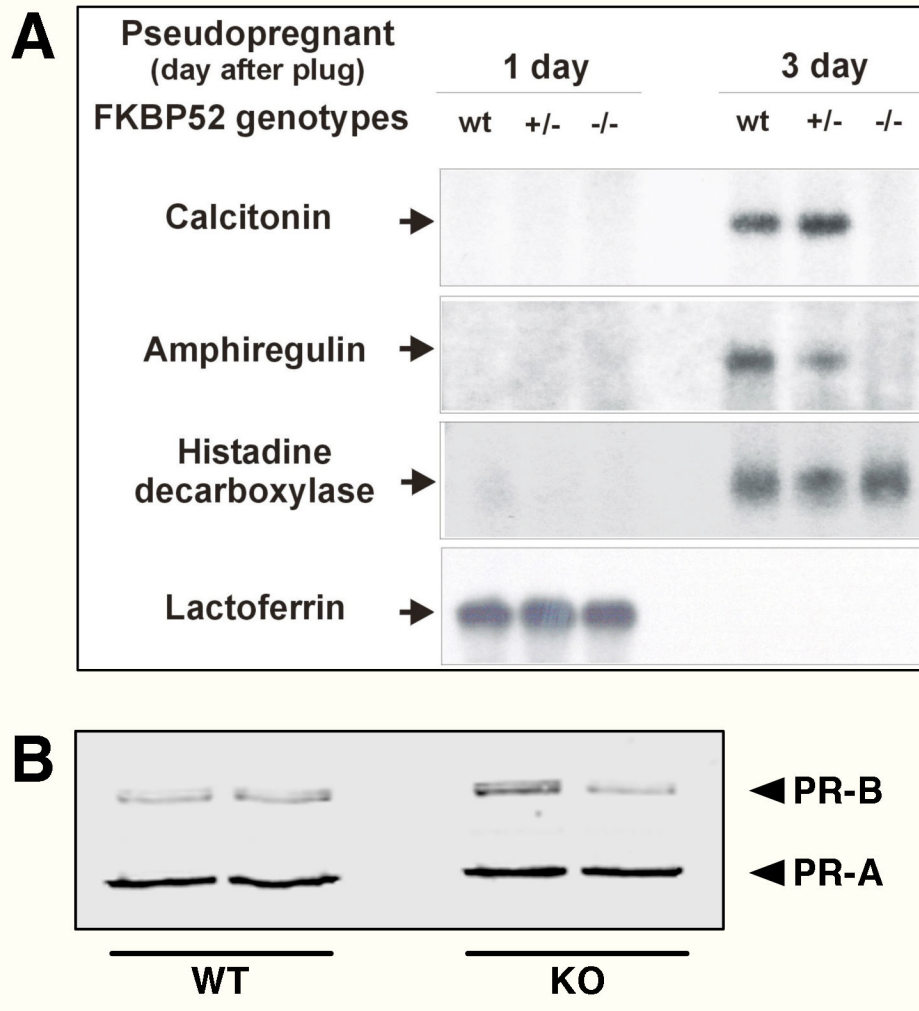 A
Pseudopregnant
(day after plug)
1 day
3 day
FKBP52 genotypes
wt +/- -/-
wt +/- -/-
Calcitonin
Amphiregulin
Histadine
decarboxylase
Lactoferrin
B
PR-B
PR-A
WT
KO